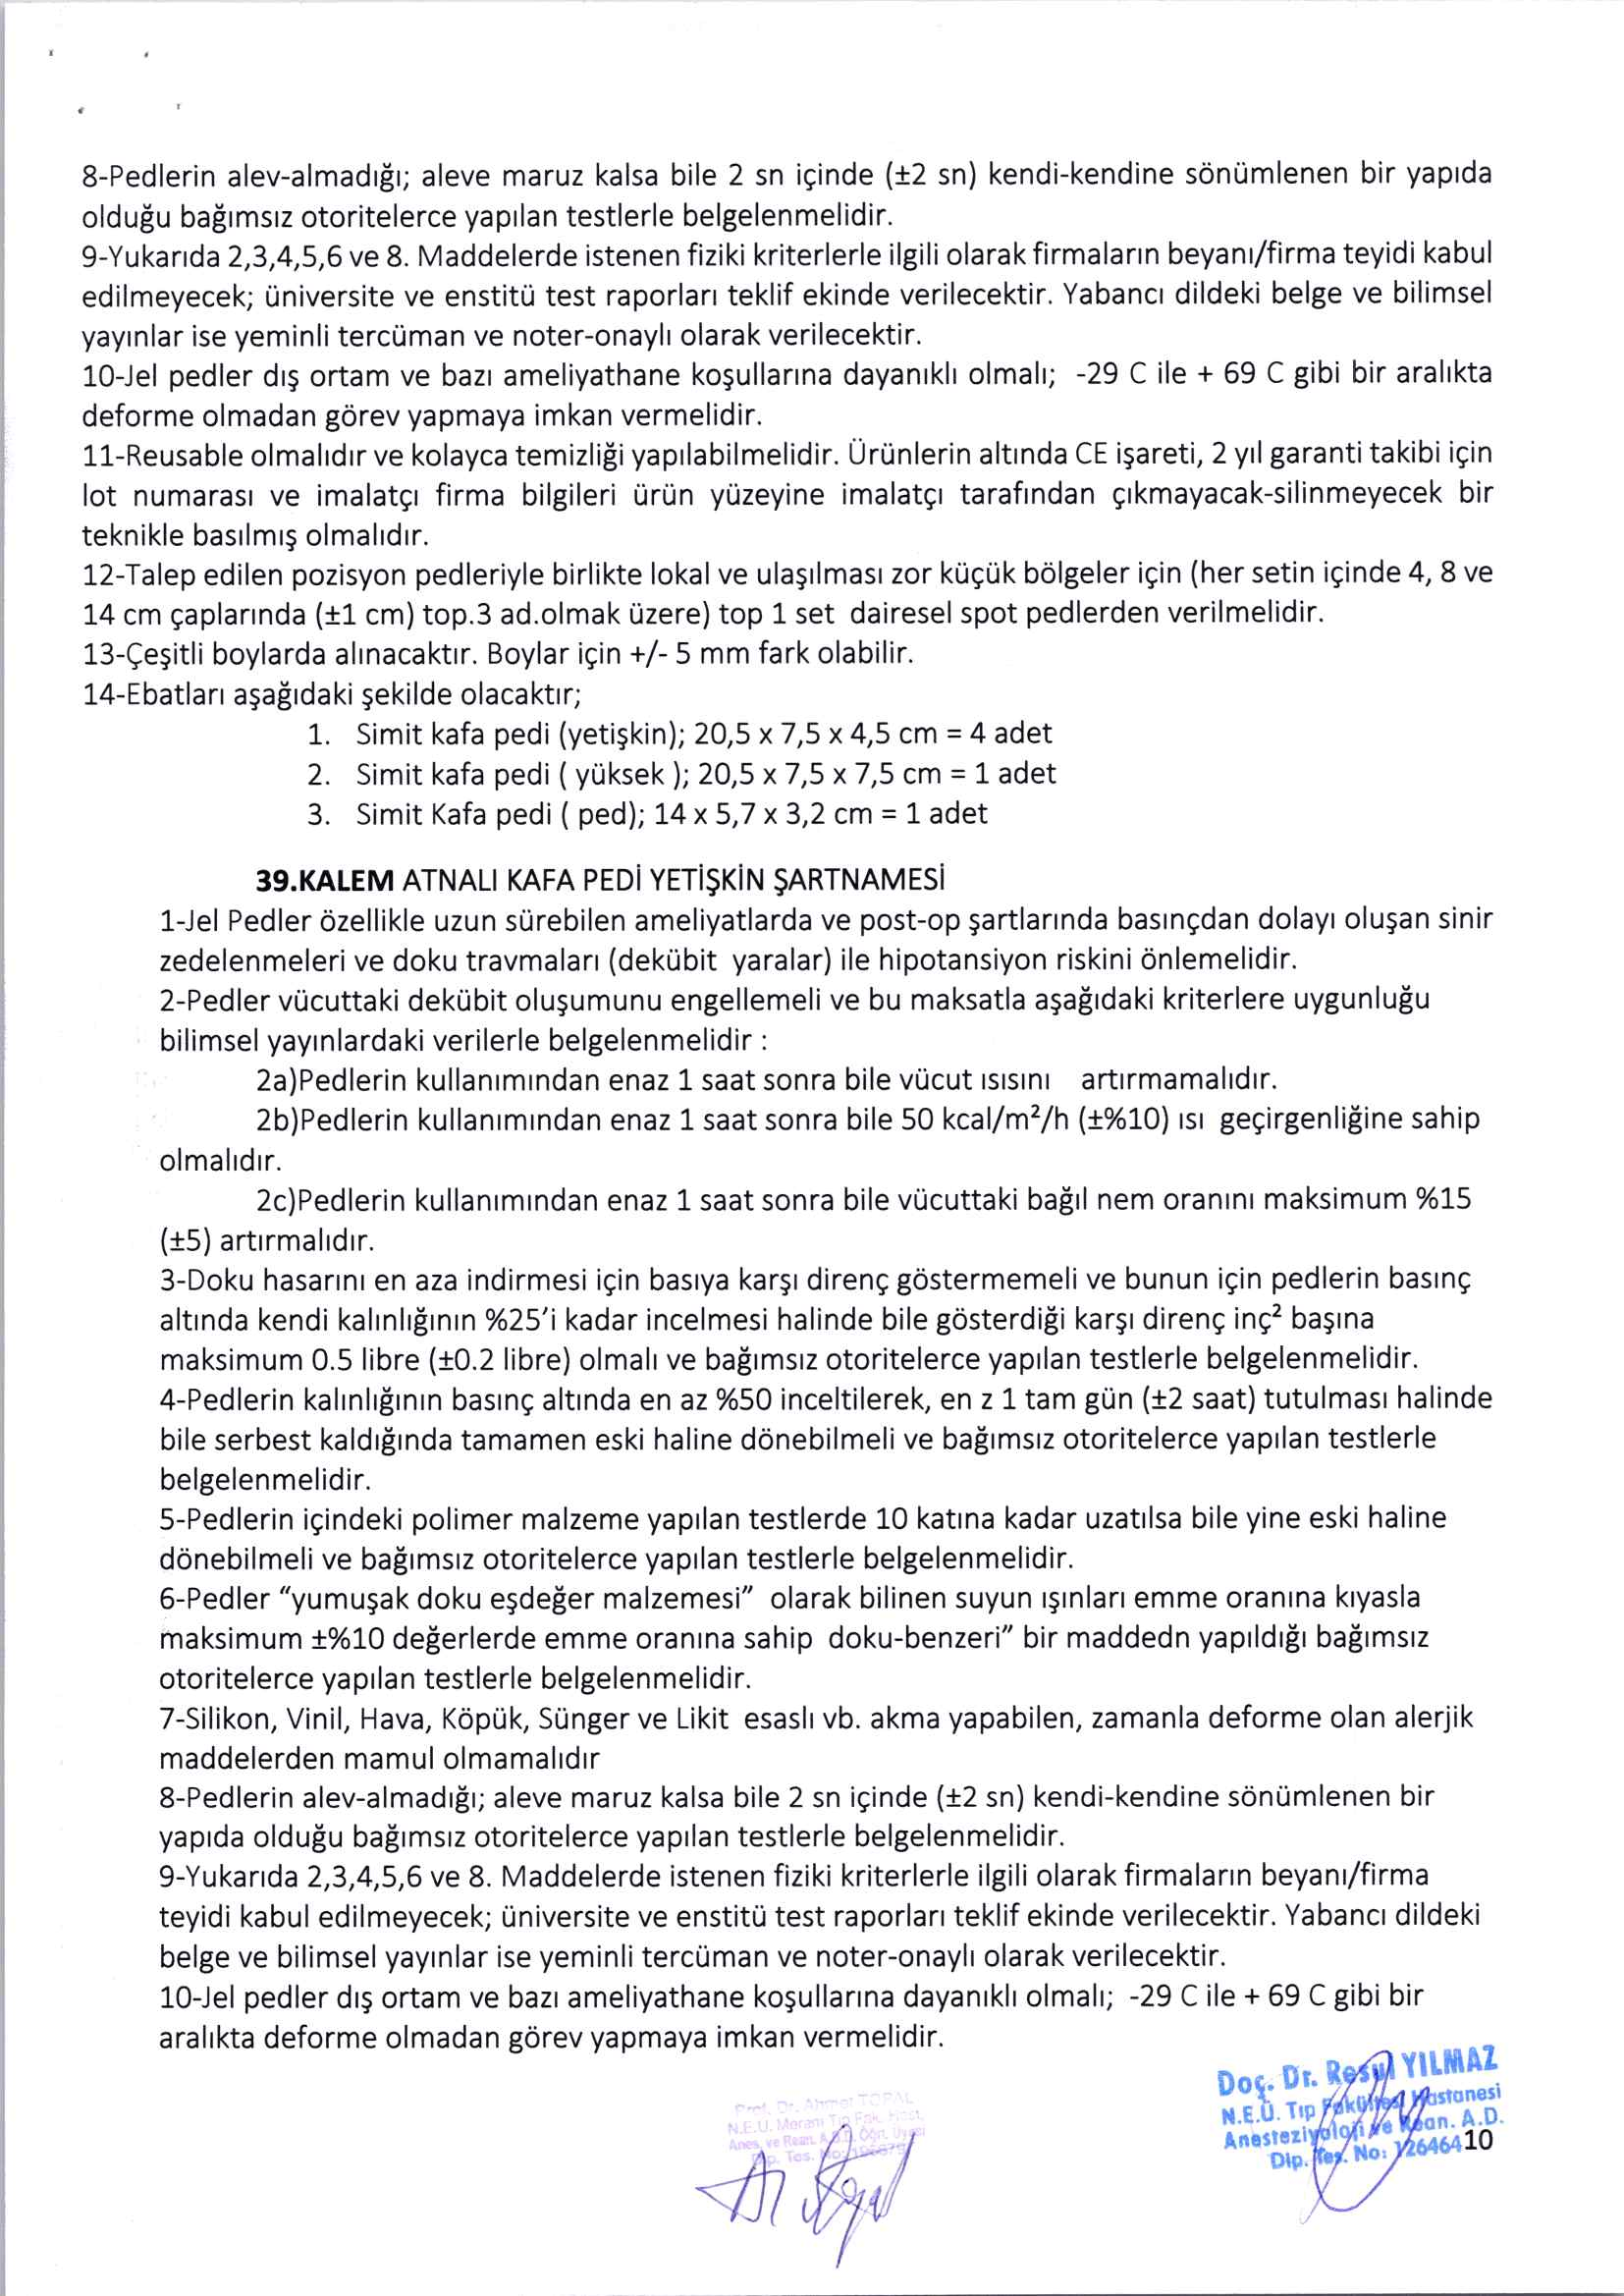 8-Pedlerin alev-almadığı; aleve maruz kalsa bile 2 sn içinde (±2 sn) kendi-kendine sönümlenen bir yapıda
olduğu bağımsız otoritelerce yapılan testlerle belgelenmelidir.
9-Yukarıda 2,3,4,5,6 ve 8. Maddelerde istenen fiziki kriterlerle ilgili olarak firmaların beyanı/firma teyidi kabul
edilmeyecek; üniversite ve enstitü test raporları teklif ekinde verilecektir. Yabancı dildeki belge ve bilimsel
yayınlar ise yeminli tercüman ve noter-onaylı olarak verilecektir.
10-Jel pedler dış ortam ve bazı ameliyathane koşullarına dayanıklı olmalı; -29 C ile + 69 C gibi bir aralıkta
deforme olmadan görev yapmaya imkan vermelidir.
11-Reusable olmalıdır ve kolayca temizliği yapılabilmelidir. Ürünlerin altında CE işareti, 2 yıl garanti takibi için
lot numarası ve imalatçı firma bilgileri ürün yüzeyine imalatçı tarafından çıkmayacak-silinmeyecek bir
teknikle basılmış olmalıdır.
12-Talep edilen pozisyon pedleriyle birlikte lokal ve ulaşılması zor küçük bölgeler için (her setin içinde 4, 8 ve
14 cm çaplarında (±1 cm) top.3 ad.olmak üzere) top 1 set dairesel spot pedlerden verilmelidir.
13-Çeşitli boylarda alınacaktır. Boylar için +/- 5 mm fark olabilir.
14-Ebatları aşağıdaki şekilde olacaktır;
1. Simit kafa pedi (yetişkin); 20,5 x 7,5 x 4,5 cm = 4 adet
2. Simit kafa pedi ( yüksek ); 20,5 x 7,5 x 7,5 cm = 1 adet
3. Simit Kafa pedi ( ped); 14 x 5,7 x 3,2 cm = 1 adet
39.KALEM ATNALI KAFA PEDİ YETİŞKİN ŞARTNAMESİ
1-Jel Pedler özellikle uzun sürebilen ameliyatlarda ve post-op şartlarında basınçdan dolayı oluşan sinir
zedelenmeleri ve doku travmaları (dekübit yaralar) ile hipotansiyon riskini önlemelidir.
2-Pedler vücuttaki dekübit oluşumunu engellemeli ve bu maksatla aşağıdaki kriterlere uygunluğu
bilimsel yayınlardaki verilerle belgelenmelidir :
2a)Pedlerin kullanımından enaz 1 saat sonra bile vücut ısısını artırmamalıdır.
2b)Pedlerin kullanımından enaz 1 saat sonra bile 50 kcal/m²/h (±%10) ısı geçirgenliğine sahip
olmalıdır.
2c)Pedlerin kullanımından enaz 1 saat sonra bile vücuttaki bağıl nem oranını maksimum %15
(±5) artırmalıdır.
3-Doku hasarını en aza indirmesi için basıya karşı direnç göstermemeli ve bunun için pedlerin basınç
altında kendi kalınlığının %25'i kadar incelmesi halinde bile gösterdiği karşı direnç inç² başına
maksimum 0.5 libre (±0.2 libre) olmalı ve bağımsız otoritelerce yapılan testlerle belgelenmelidir.
4-Pedlerin kalınlığının basınç altında en az %50 inceltilerek, en z 1 tam gün (±2 saat) tutulması halinde
bile serbest kaldığında tamamen eski haline dönebilmeli ve bağımsız otoritelerce yapılan testlerle
belgelenmelidir.
5-Pedlerin içindeki polimer malzeme yapılan testlerde 10 katına kadar uzatılsa bile yine eski haline
dönebilmeli ve bağımsız otoritelerce yapılan testlerle belgelenmelidir.
6-Pedler “yumuşak doku eşdeğer malzemesi” olarak bilinen suyun ışınları emme oranına kıyasla
maksimum ±%10 değerlerde emme oranına sahip doku-benzeri” bir maddedn yapıldığı bağımsız
otoritelerce yapılan testlerle belgelenmelidir.
7-Silikon, Vinil, Hava, Köpük, Sünger ve Likit esaslı vb. akma yapabilen, zamanla deforme olan alerjik
maddelerden mamul olmamalıdır
8-Pedlerin alev-almadığı; aleve maruz kalsa bile 2 sn içinde (±2 sn) kendi-kendine sönümlenen bir
yapıda olduğu bağımsız otoritelerce yapılan testlerle belgelenmelidir.
9-Yukarıda 2,3,4,5,6 ve 8. Maddelerde istenen fiziki kriterlerle ilgili olarak firmaların beyanı/firma
teyidi kabul edilmeyecek; üniversite ve enstitü test raporları teklif ekinde verilecektir. Yabancı dildeki
belge ve bilimsel yayınlar ise yeminli tercüman ve noter-onaylı olarak verilecektir.
10-Jel pedler dış ortam ve bazı ameliyathane koşullarına dayanıklı olmalı; -29 C ile + 69 C gibi bir
aralıkta deforme olmadan görev yapmaya imkan vermelidir.
Prof. Dr. Ahmet TOPAL
N.E.Ü. Meram Tıp Fak. Hast.
Anes. ve Rean. A.D. Öğrt. Üyesi
Dip. Tes. No:
Doç. Dr. Resul YILMAZ
N.E.Ü. Tıp Fakültesi Hastanesi
Anesteziyoloji ve Rean. A.D.
Dip. Tes. No: 126464
10